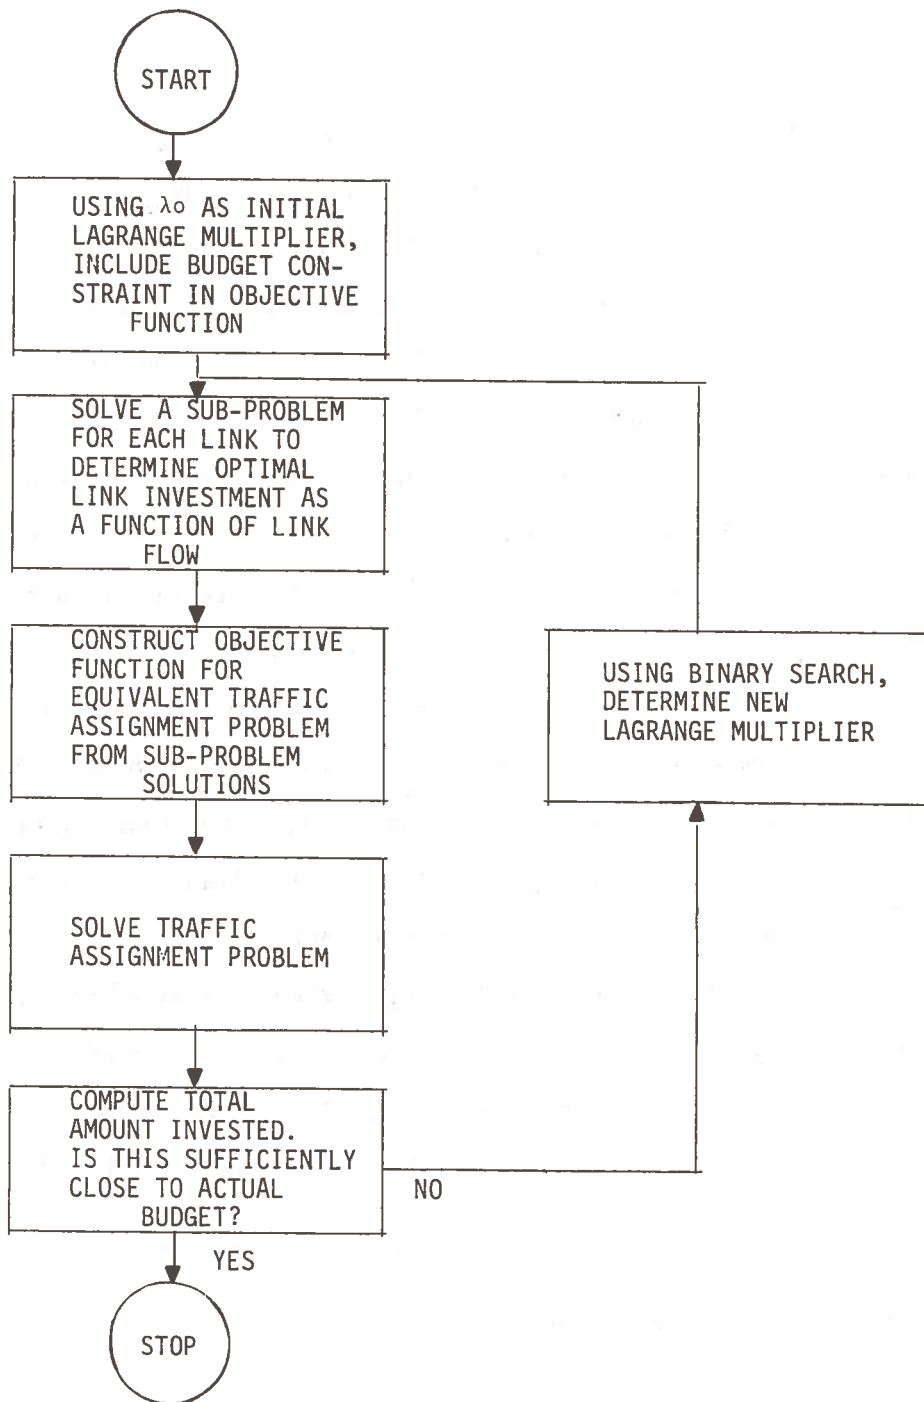 START
USING λo AS INITIAL
LAGRANGE MULTIPLIER,
INCLUDE BUDGET CON-
STRAINT IN OBJECTIVE
FUNCTION
SOLVE A SUB-PROBLEM
FOR EACH LINK TO
DETERMINE OPTIMAL
LINK INVESTMENT AS
A FUNCTION OF LINK
FLOW
CONSTRUCT OBJECTIVE
FUNCTION FOR
EQUIVALENT TRAFFIC
ASSIGNMENT PROBLEM
FROM SUB-PROBLEM
SOLUTIONS
USING BINARY SEARCH,
DETERMINE NEW
LAGRANGE MULTIPLIER
SOLVE TRAFFIC
ASSIGNMENT PROBLEM
COMPUTE TOTAL
AMOUNT INVESTED.
IS THIS SUFFICIENTLY
CLOSE TO ACTUAL
BUDGET?
NO
YES
STOP